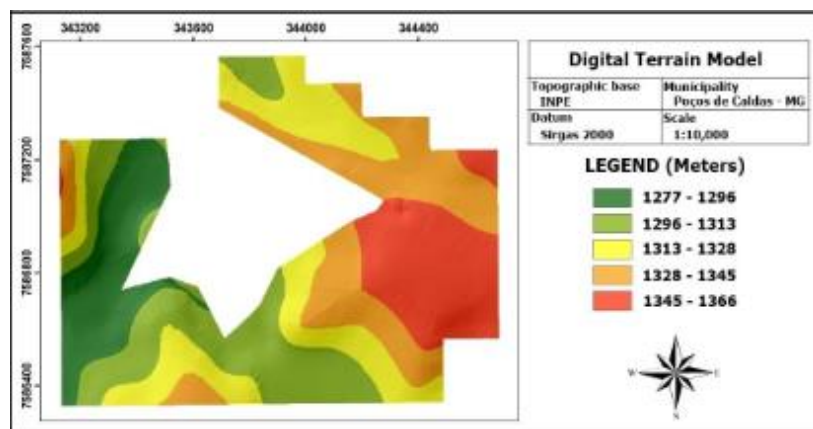 343200 343600 344000 344400
7587600
7587200
7586800
7586400
Digital Terrain Model
Topographic base Municipality
INPE Poços de Caldas - MG
Datum Scale
Sirgas 2000 1:10,000
LEGEND (Meters)
1277 - 1296
1296 - 1313
1313 - 1328
1328 - 1345
1345 - 1366
N
W E
S